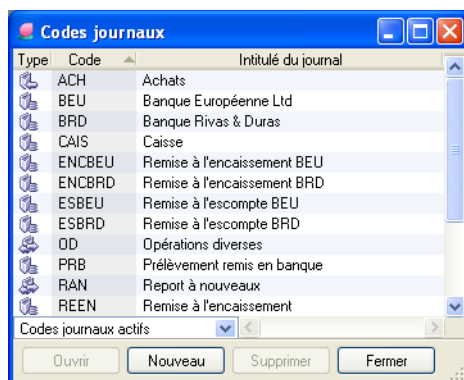 Codes journaux
Type Code Intitulé du journal
ACH Achats
BEU Banque Européenne Ltd
BRD Banque Rivas & Duras
CAIS Caisse
ENCBEU Remise à l'encaissement BEU
ENCBRD Remise à l'encaissement BRD
ESBEU Remise à l'escompte BEU
ESBRD Remise à l'escompte BRD
OD Opérations diverses
PRB Prélèvement remis en banque
RAN Report à nouveaux
REEN Remise à l'encaissement
Codes journaux actifs
Ouvrir Nouveau Supprimer Fermer